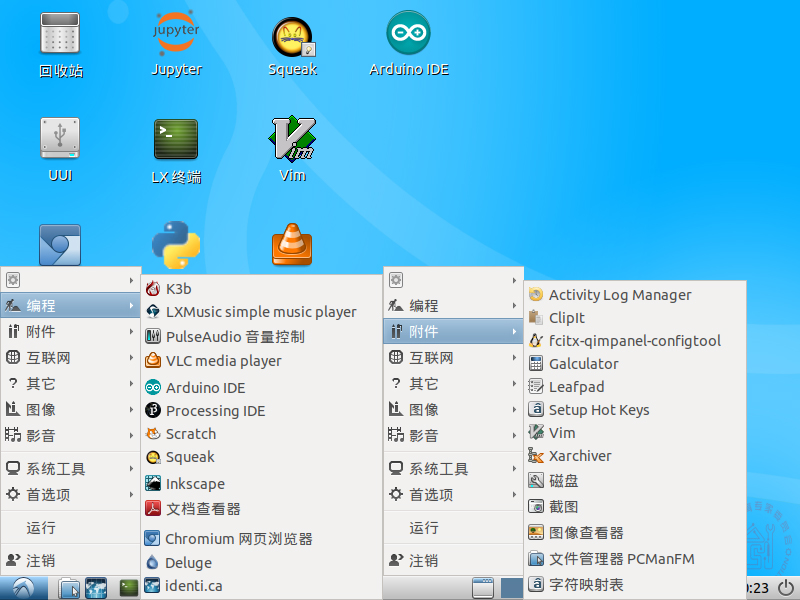 jupyter
回收站
Jupyter
Squeak
Arduino IDE
UUI
LX 终端
Vim
编程
附件
互联网
其它
图像
影音
系统工具
首选项
运行
注销
K3b
LXMusic simple music player
PulseAudio 音量控制
VLC media player
Arduino IDE
Processing IDE
Scratch
Squeak
Inkscape
文档查看器
Chromium 网页浏览器
Deluge
identi.ca
编程
附件
互联网
其它
图像
影音
系统工具
首选项
运行
注销
Activity Log Manager
ClipIt
fcitx-qimpanel-configtool
Galculator
Leafpad
Setup Hot Keys
Vim
Xarchiver
磁盘
截图
图像查看器
文件管理器 PCManFM
字符映射表
:23